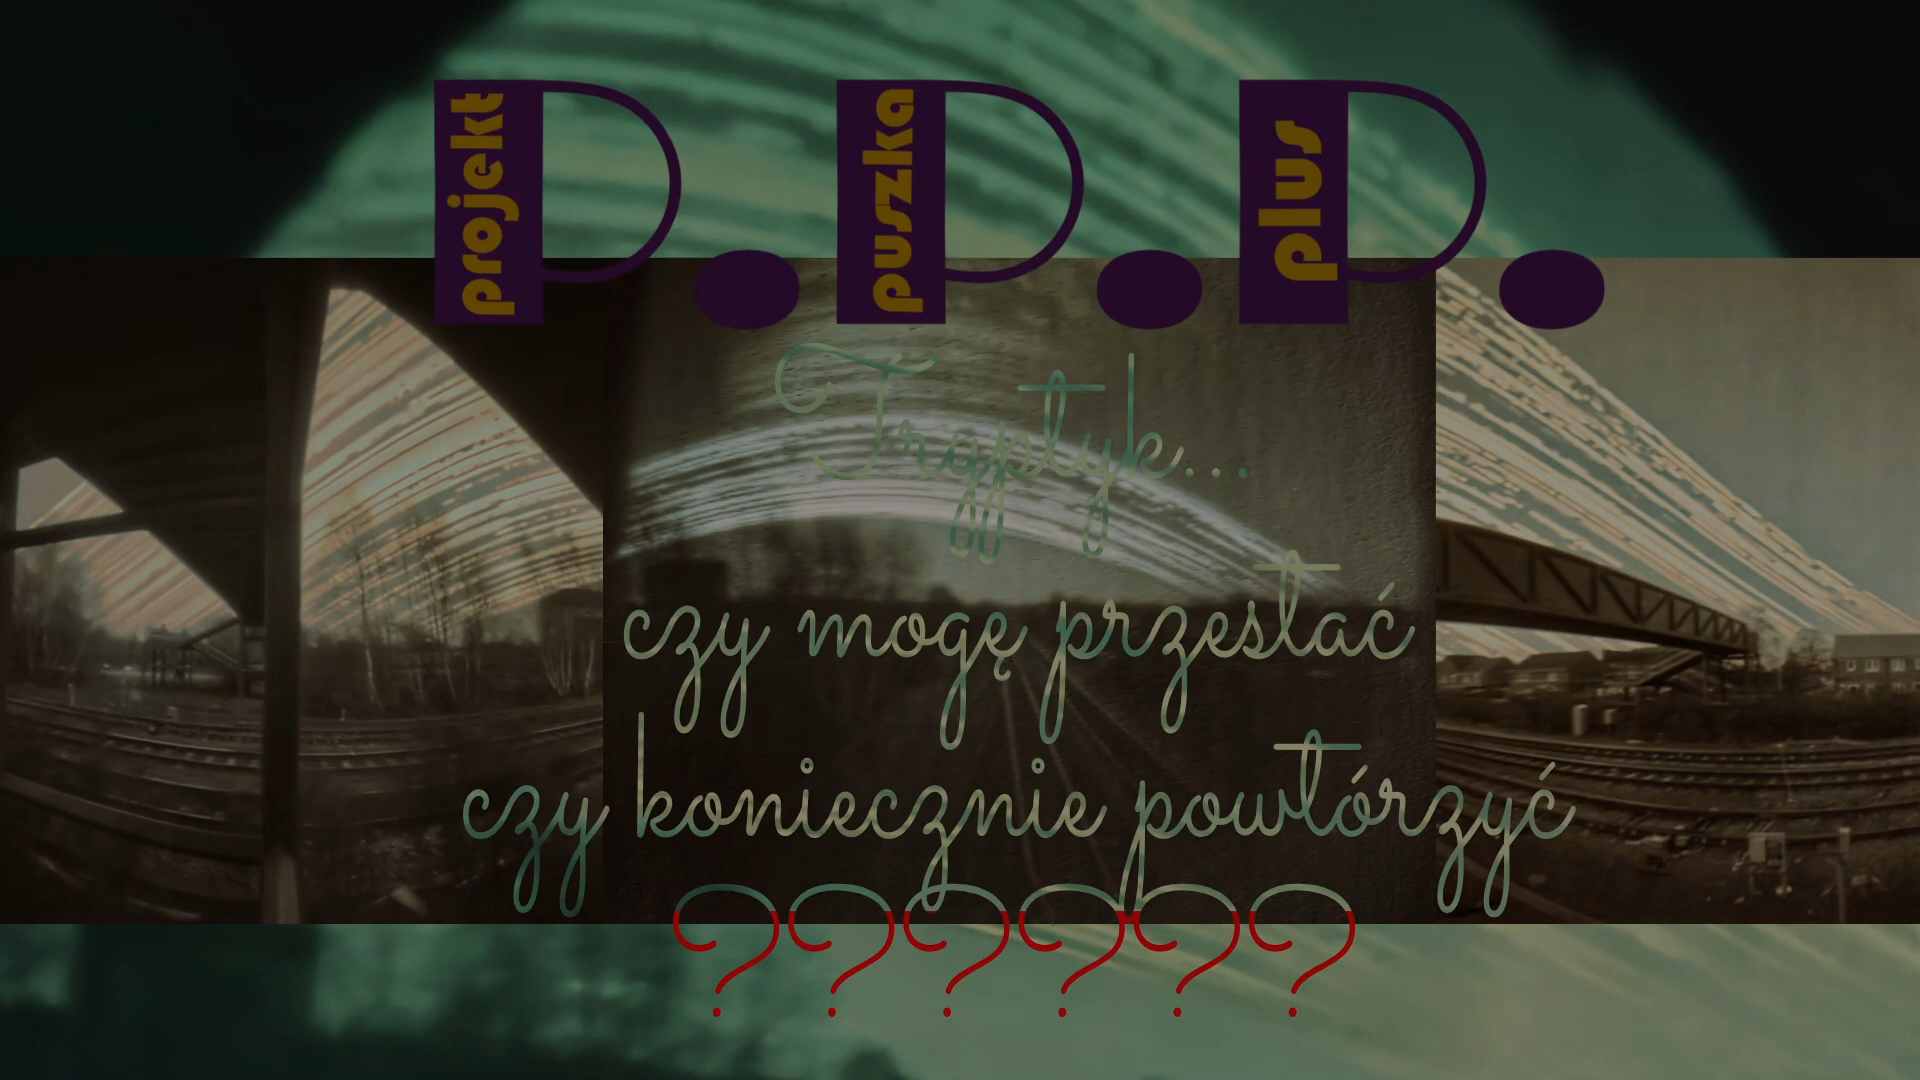 P.P.P.
projekt puszka plus
Tryptyk...
czy mogę przestać
czy koniecznie powtórzyć
??????